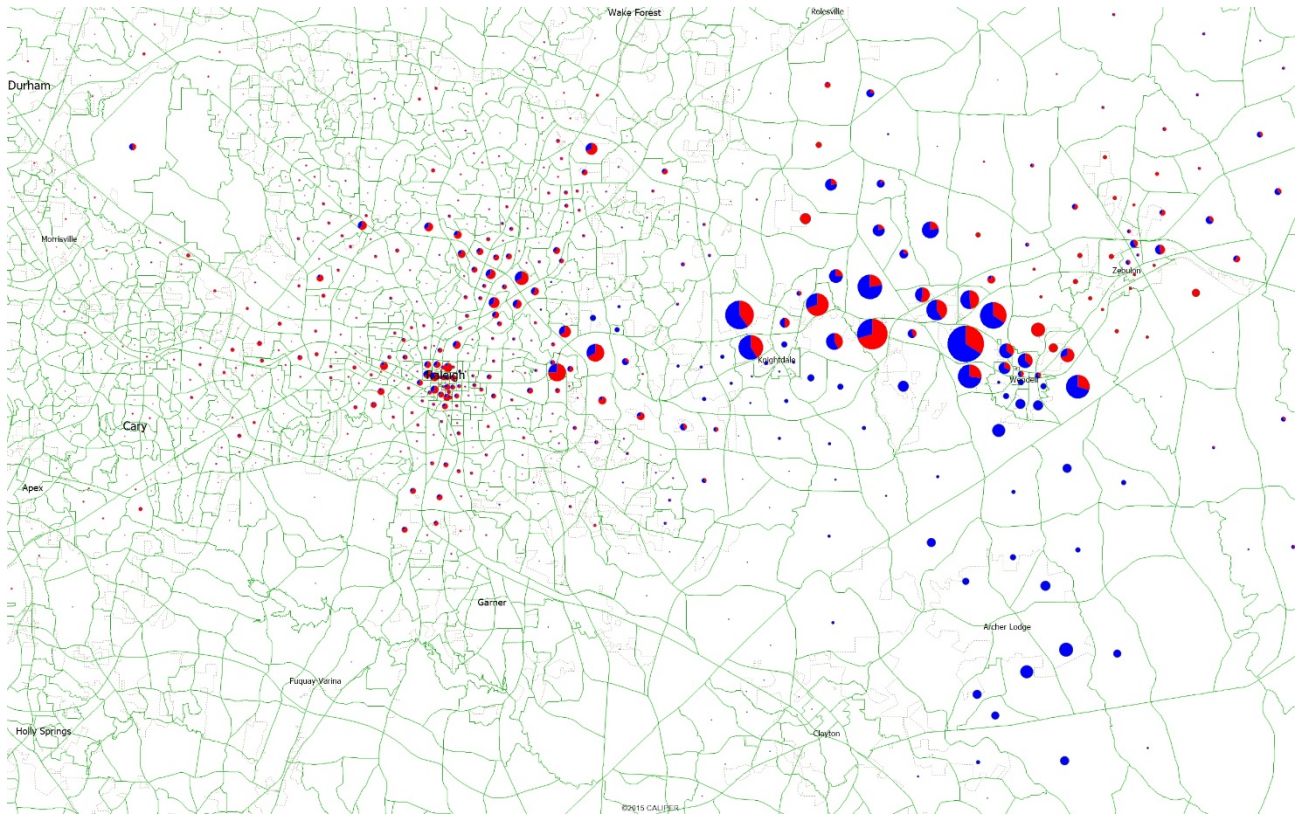 Wake Forest
Rolesville
Durham
Morrisville
Zebulon
Knightdale
Raleigh
Wendell
Cary
Apex
Garner
Archer Lodge
Fuquay-Varina
Holly Springs
Clayton
©2015 CALIPER